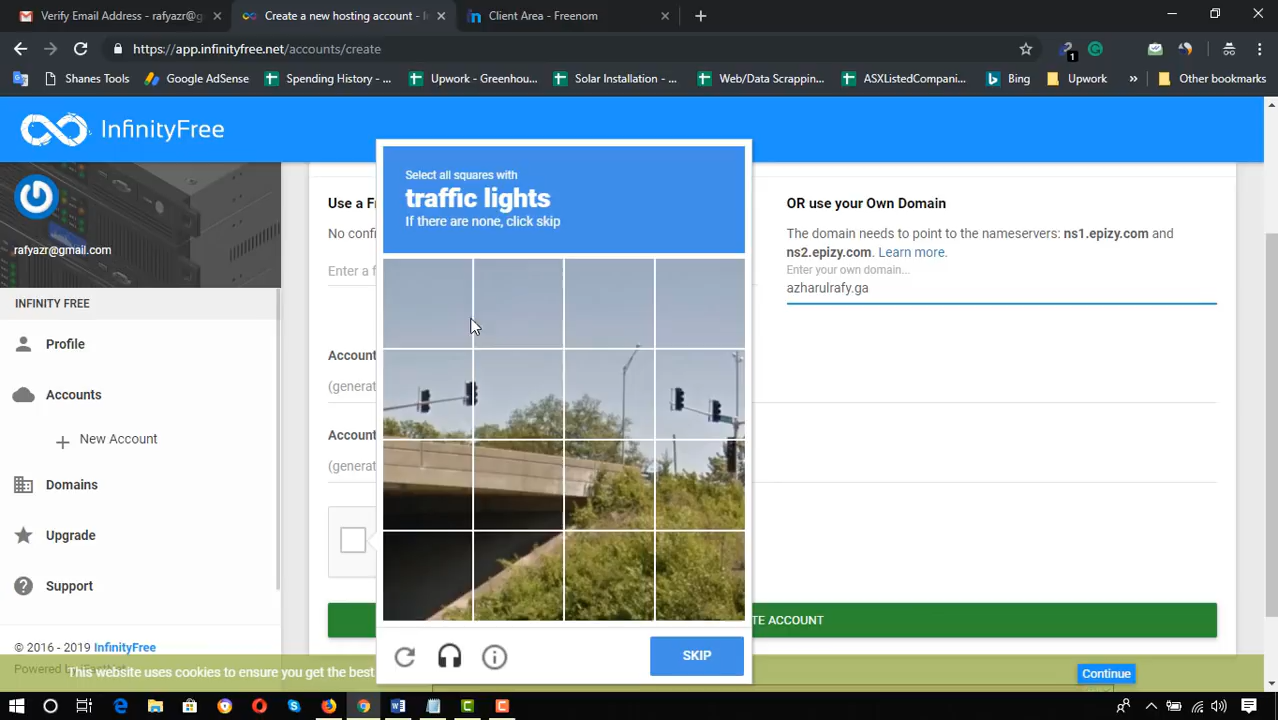 Verify Email Address - rafyazr@g
Create a new hosting account - I
Client Area - Freenom
https://app.infinityfree.net/accounts/create
1
Shanes Tools
Google AdSense
Spending History - ...
Upwork - Greenhou...
Solar Installation - ...
Web/Data Scrappin...
ASXListedCompani...
Bing
Upwork
»
Other bookmarks
InfinityFree
rafyazr@gmail.com
INFINITY FREE
Profile
Accounts
New Account
Domains
Upgrade
Support
© 2016 - 2019 InfinityFree
Powered by
This website uses cookies to ensure you get the best
Continue
Use a F
No confi
Enter a f
Account
(generat
Account
(generat
Select all squares with
traffic lights
If there are none, click skip
SKIP
OR use your Own Domain
The domain needs to point to the nameservers: ns1.epizy.com and
ns2.epizy.com. Learn more.
Enter your own domain...
azharulrafy.ga
TE ACCOUNT